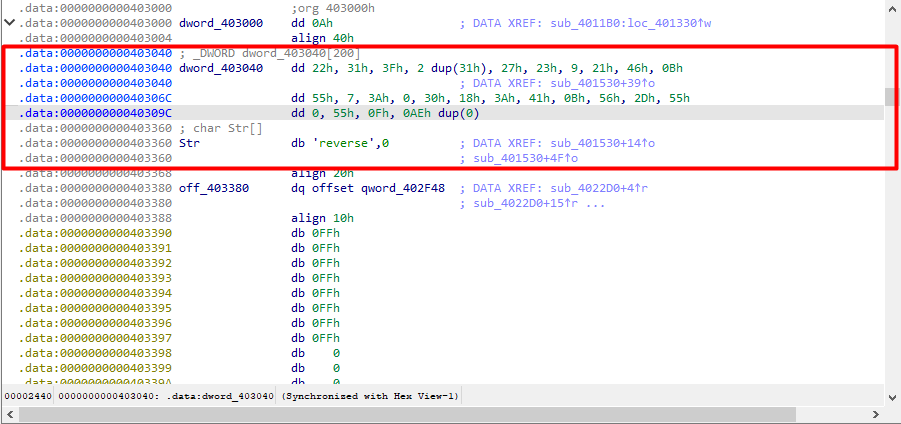 .data:0000000000403000 ;org 403000h
.data:0000000000403000 dword_403000 dd 0Ah ; DATA XREF: sub_4011B0:loc_401330↑w
.data:0000000000403004 align 40h
.data:0000000000403040 ; _DWORD dword_403040[200]
.data:0000000000403040 dword_403040 dd 22h, 31h, 3Fh, 2 dup(31h), 27h, 23h, 9, 21h, 46h, 0Bh
.data:0000000000403040 ; DATA XREF: sub_401530+39↑o
.data:000000000040306C dd 55h, 7, 3Ah, 0, 30h, 18h, 3Ah, 41h, 0Bh, 56h, 2Dh, 55h
.data:000000000040309C dd 0, 55h, 0Fh, 0AEh dup(0)
.data:0000000000403360 ; char Str[]
.data:0000000000403360 Str db 'reverse',0 ; DATA XREF: sub_401530+14↑o
.data:0000000000403360 ; sub_401530+4F↑o
.data:0000000000403368 align 20h
.data:0000000000403380 off_403380 dq offset qword_402F48 ; DATA XREF: sub_4022D0+4↑r
.data:0000000000403380 ; sub_4022D0+15↑r ...
.data:0000000000403388 align 10h
.data:0000000000403390 db 0FFh
.data:0000000000403391 db 0FFh
.data:0000000000403392 db 0FFh
.data:0000000000403393 db 0FFh
.data:0000000000403394 db 0FFh
.data:0000000000403395 db 0FFh
.data:0000000000403396 db 0FFh
.data:0000000000403397 db 0FFh
.data:0000000000403398 db 0
.data:0000000000403399 db 0
.data:000000000040339A db 0
00002440 0000000000403040: .data:dword_403040 (Synchronized with Hex View-1)